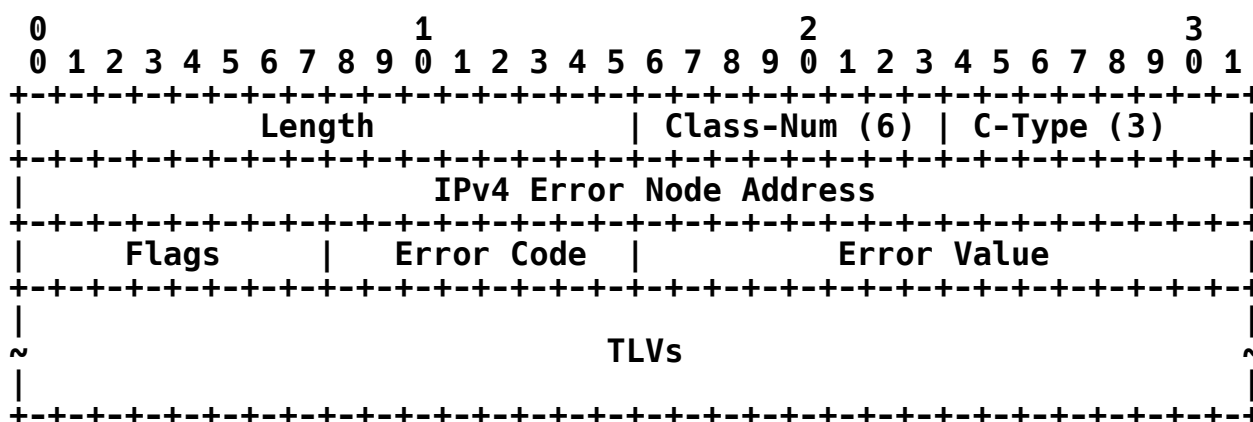 0                   1                   2                   3
 0 1 2 3 4 5 6 7 8 9 0 1 2 3 4 5 6 7 8 9 0 1 2 3 4 5 6 7 8 9 0 1
+-+-+-+-+-+-+-+-+-+-+-+-+-+-+-+-+-+-+-+-+-+-+-+-+-+-+-+-+-+-+-+-+
|            Length             | Class-Num (6) | C-Type (3)    |
+-+-+-+-+-+-+-+-+-+-+-+-+-+-+-+-+-+-+-+-+-+-+-+-+-+-+-+-+-+-+-+-+
|                     IPv4 Error Node Address                   |
+-+-+-+-+-+-+-+-+-+-+-+-+-+-+-+-+-+-+-+-+-+-+-+-+-+-+-+-+-+-+-+-+
|     Flags     |   Error Code  |          Error Value          |
+-+-+-+-+-+-+-+-+-+-+-+-+-+-+-+-+-+-+-+-+-+-+-+-+-+-+-+-+-+-+-+-+
|                                                               |
~                              TLVs                             ~
|                                                               |
+-+-+-+-+-+-+-+-+-+-+-+-+-+-+-+-+-+-+-+-+-+-+-+-+-+-+-+-+-+-+-+-+